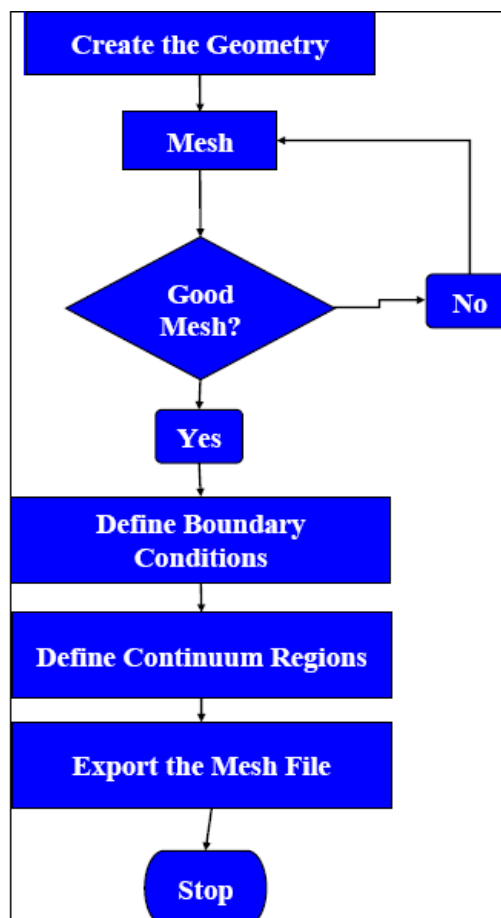 Create the Geometry
Mesh
Good
Mesh?
No
Yes
Define Boundary
Conditions
Define Continuum Regions
Export the Mesh File
Stop